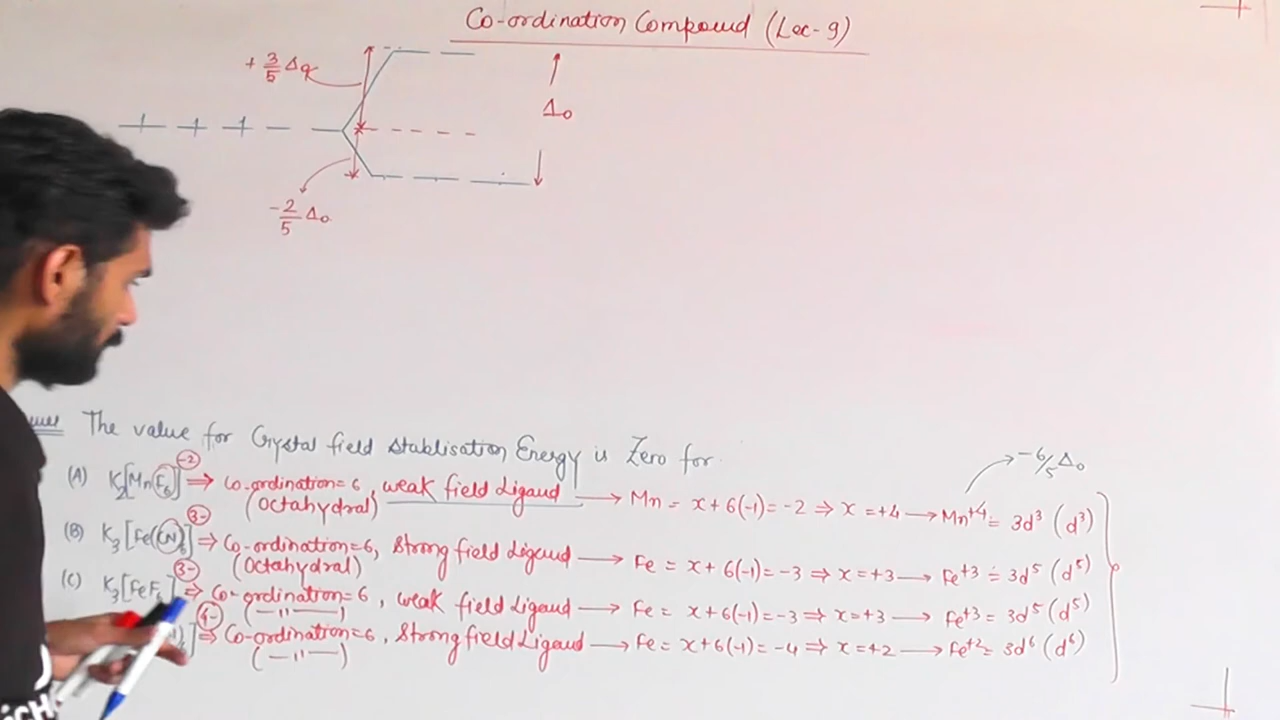 Co-ordination Compound (Lec-9)
+ 3/5 Δ₀
Δ₀
-2/5 Δ₀
The value for Crystal field stablisation Energy is Zero for
-6/5 Δ₀
(A) K₂[MnF₆]⁻² ⇒ Co-ordination = 6, weak field Ligand → Mn = x+6(-1) = -2 ⇒ x = +4 → Mn⁺⁴ = 3d³ (d³)
(Octahydral)
(B) K₃[Fe(CN)₆]³⁻ ⇒ Co-ordination = 6, Strong field Ligand → Fe = x+6(-1) = -3 ⇒ x = +3 → Fe⁺³ = 3d⁵ (d⁵)
(Octahydral)
(C) K₃[FeF₆]³⁻ ⇒ Co-ordination = 6, weak field Ligand → Fe = x+6(-1) = -3 ⇒ x = +3 → Fe⁺³ = 3d⁵ (d⁵)
(—"—)
]⁴⁻ ⇒ Co-ordination = 6, Strong field Ligand → Fe = x+6(-1) = -4 ⇒ x = +2 → Fe⁺² = 3d⁶ (d⁶)
(—"—)